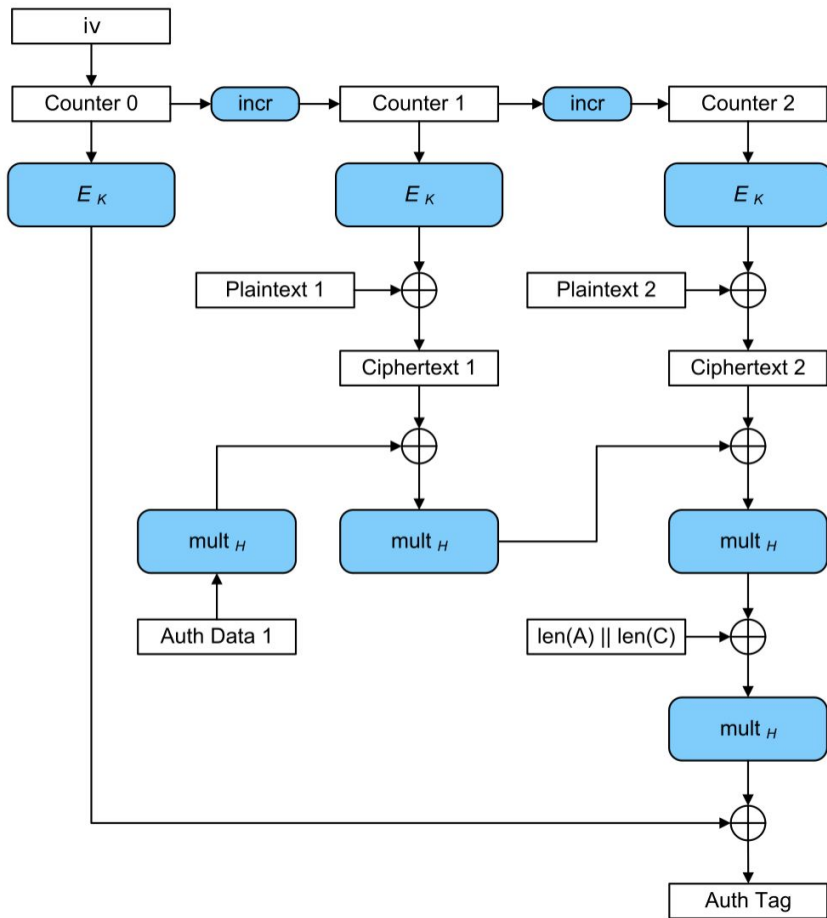 iv
Counter 0
incr
Counter 1
incr
Counter 2
E K
E K
E K
Plaintext 1
Plaintext 2
Ciphertext 1
Ciphertext 2
mult H
mult H
mult H
Auth Data 1
len(A) || len(C)
mult H
Auth Tag